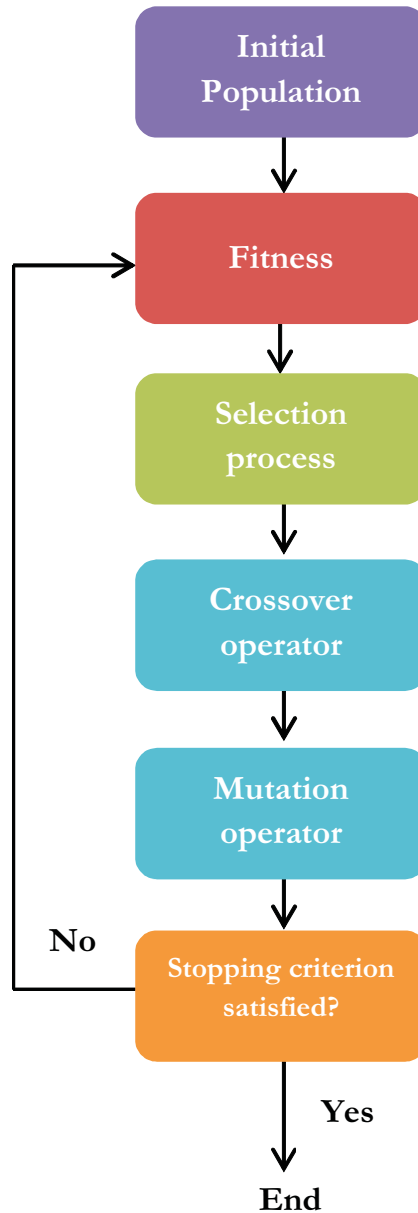 Initial
Population
Fitness
Selection
process
Crossover
operator
Mutation
operator
No
Stopping criterion
satisfied?
Yes
End